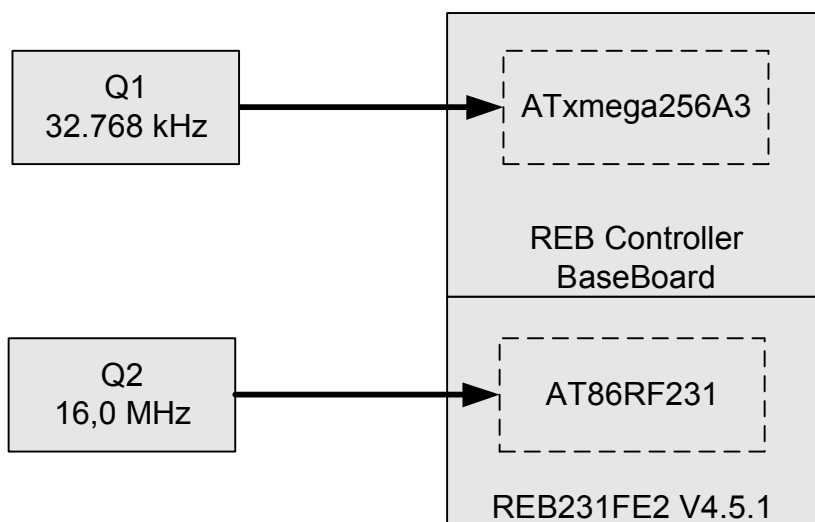 Q1
32.768 kHz
ATxmega256A3
REB Controller
BaseBoard
Q2
16,0 MHz
AT86RF231
REB231FE2 V4.5.1